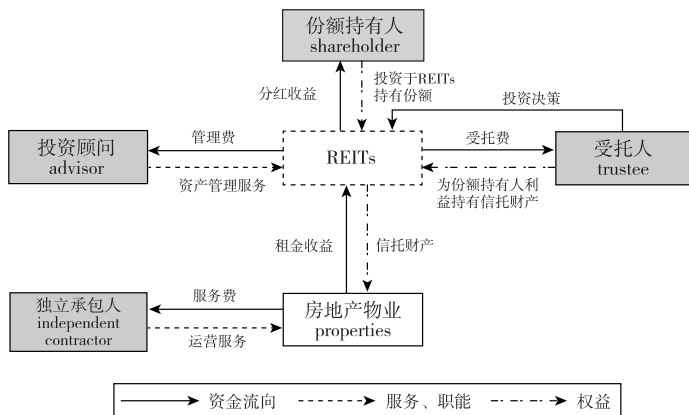 份额持有人
shareholder
分红收益
投资于REITs
持有份额
投资决策
投资顾问
advisor
管理费
资产管理服务
REITs
受托费
为份额持有人利
益持有信托财产
受托人
trustee
租金收益
信托财产
独立承包人
independent
contractor
服务费
运营服务
房地产物业
properties
资金流向
服务、职能
权益